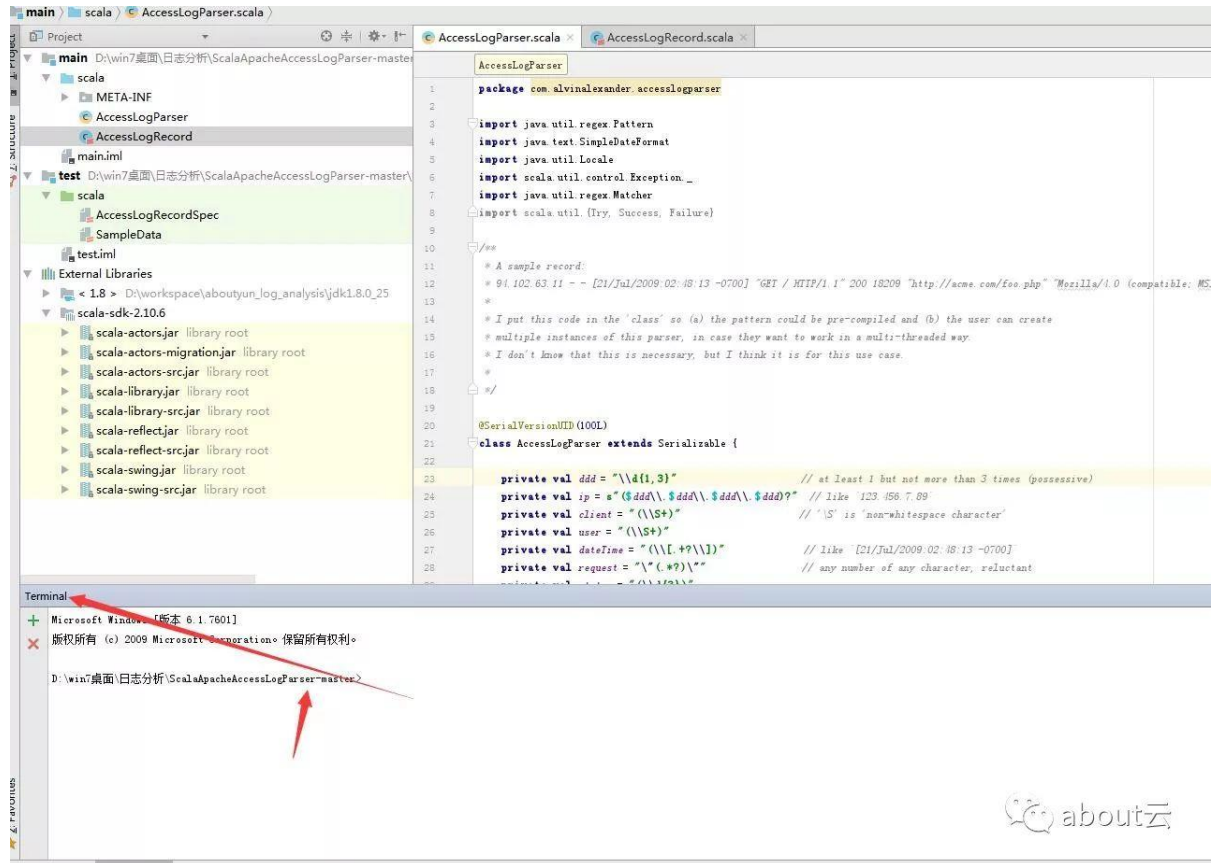 main 〉 scala 〉 AccessLogParser.scala 〉
Project
main D:\win7桌面\日志分析\ScalaApacheAccessLogParser-master
scala
META-INF
AccessLogParser
AccessLogRecord
main.iml
test D:\win7桌面\日志分析\ScalaApacheAccessLogParser-master\
scala
AccessLogRecordSpec
SampleData
test.iml
External Libraries
< 1.8 > D:\workspace\aboutyun_log_analysis\jdk1.8.0_25
scala-sdk-2.10.6
scala-actors.jar library root
scala-actors-migration.jar library root
scala-actors-src.jar library root
scala-library.jar library root
scala-library-src.jar library root
scala-reflect.jar library root
scala-reflect-src.jar library root
scala-swing.jar library root
scala-swing-src.jar library root
AccessLogParser.scala × AccessLogRecord.scala ×
AccessLogParser
1 package com.alvinalexander.accesslogparser
2
3 import java.util.regex.Pattern
4 import java.text.SimpleDateFormat
5 import java.util.Locale
6 import scala.util.control.Exception._
7 import java.util.regex.Matcher
8 import scala.util.{Try, Success, Failure}
9
10 /**
11 * A sample record:
12 * 94.102.63.11 - - [21/Jul/2009:02:48:13 -0700] "GET / HTTP/1.1" 200 18209 "http://acme.com/foo.php" "Mozilla/4.0 (compatible; MS
13 *
14 * I put this code in the 'class' so (a) the pattern could be pre-compiled and (b) the user can create
15 * multiple instances of this parser, in case they want to work in a multi-threaded way.
16 * I don't know that this is necessary, but I think it is for this use case.
17 *
18 */
19
20 @SerialVersionUID(100L)
21 class AccessLogParser extends Serializable {
22
23 private val ddd = "\\d{1,3}" // at least 1 but not more than 3 times (possessive)
24 private val ip = s"($ddd\\.$ddd\\.$ddd\\.$ddd)?" // like `123.456.7.89`
25 private val client = "(\\S+)" // '\S' is 'non-whitespace character'
26 private val user = "(\\S+)"
27 private val dateTime = "(\\[.+?\\])" // like `[21/Jul/2009:02:48:13 -0700]`
28 private val request = "\"(.*?)\"" // any number of any character, reluctant
Terminal
Microsoft Windows [版本 6.1.7601]
版权所有 (c) 2009 Microsoft Corporation。保留所有权利。
D:\win7桌面\日志分析\ScalaApacheAccessLogParser-master>
about云